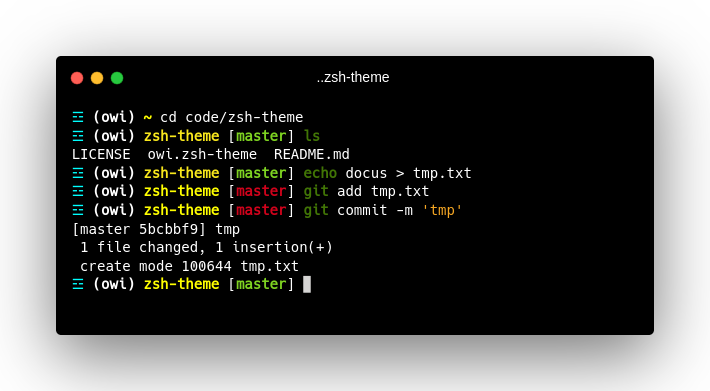 ..zsh-theme
☲ (owi) ~ cd code/zsh-theme
☲ (owi) zsh-theme [master] ls
LICENSE  owi.zsh-theme  README.md
☲ (owi) zsh-theme [master] echo docus > tmp.txt
☲ (owi) zsh-theme [master] git add tmp.txt
☲ (owi) zsh-theme [master] git commit -m 'tmp'
[master 5bcbbf9] tmp
 1 file changed, 1 insertion(+)
 create mode 100644 tmp.txt
☲ (owi) zsh-theme [master]